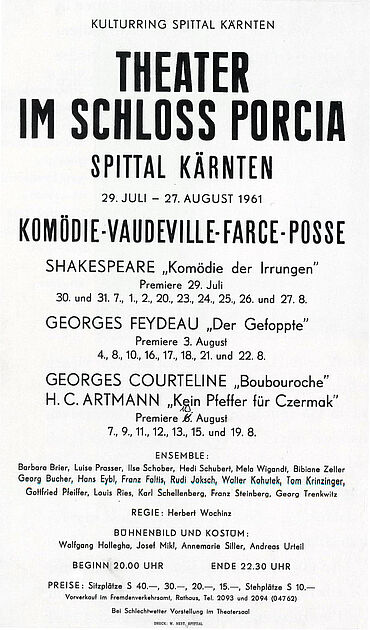 KULTURRING SPITTAL KÄRNTEN
THEATER
IM SCHLOSS PORCIA
SPITTAL KÄRNTEN
29. JULI – 27. AUGUST 1961
KOMÖDIE-VAUDEVILLE-FARCE-POSSE
SHAKESPEARE „Komödie der Irrungen"
Premiere 29. Juli
30. und 31. 7., 1., 2., 20., 23., 24., 25., 26. und 27. 8.
GEORGES FEYDEAU „Der Gefoppte"
Premiere 3. August
4., 8., 10., 16., 17., 18., 21. und 22. 8.
GEORGES COURTELINE „Boubouroche"
H. C. ARTMANN „Kein Pfeffer für Czermak"
10.
Premiere 6. August
7., 9., 11., 12., 13., 15. und 19. 8.
ENSEMBLE:
Barbara Brier, Luise Prasser, Ilse Schober, Hedi Schubert, Mela Wigandt, Bibiane Zeller
Georg Bucher, Hans Eybl, Franz Foltis, Rudi Joksch, Walter Kohutek, Tom Krinzinger,
Gottfried Pfeiffer, Louis Ries, Karl Schellenberg, Franz Steinberg, Georg Trenkwitz
REGIE: Herbert Wochinz
BÜHNENBILD UND KOSTÜM:
Wolfgang Hollegha, Josef Mikl, Annemarie Siller, Andreas Urteil
BEGINN 20.00 UHR ENDE 22.30 UHR
PREISE: Sitzplätze S 40.—, 30.—, 20.—, 15.—, Stehplätze S 10.—
Vorverkauf im Fremdenverkehrsamt, Rathaus, Tel. 2093 und 2094 (04762)
Bei Schlechtwetter Vorstellung im Theatersaal
DRUCK: SPITTAL